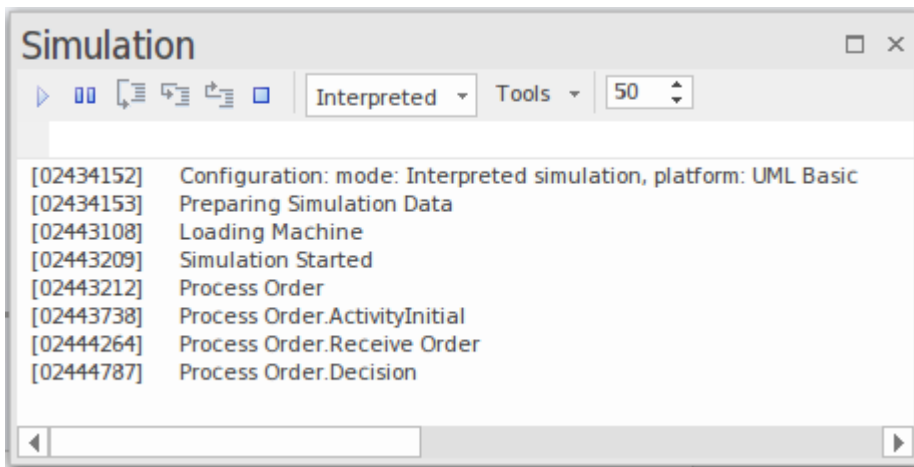 Simulation
Interpreted Tools 50
[02434152] Configuration: mode: Interpreted simulation, platform: UML Basic
[02434153] Preparing Simulation Data
[02443108] Loading Machine
[02443209] Simulation Started
[02443212] Process Order
[02443738] Process Order.ActivityInitial
[02444264] Process Order.Receive Order
[02444787] Process Order.Decision